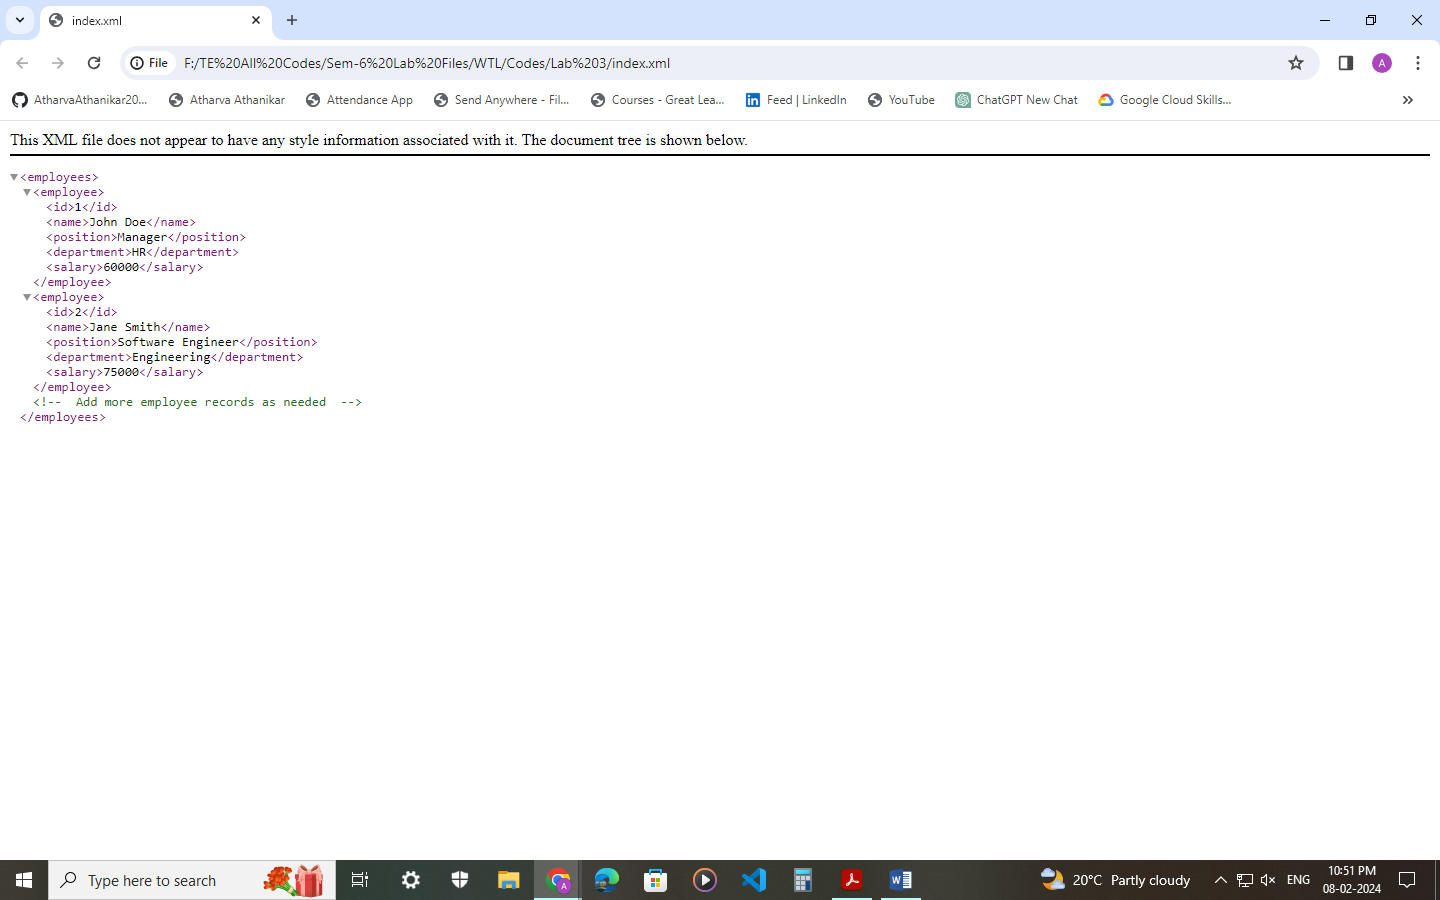 index.xml
File
F:/TE%20All%20Codes/Sem-6%20Lab%20Files/WTL/Codes/Lab%203/index.xml
A
AtharvaAthanikar20... Atharva Athanikar Attendance App Send Anywhere - Fil... Courses - Great Lea... Feed | LinkedIn YouTube ChatGPT New Chat Google Cloud Skills...
This XML file does not appear to have any style information associated with it. The document tree is shown below.
<employees>
<employee>
<id>1</id>
<name>John Doe</name>
<position>Manager</position>
<department>HR</department>
<salary>60000</salary>
</employee>
<employee>
<id>2</id>
<name>Jane Smith</name>
<position>Software Engineer</position>
<department>Engineering</department>
<salary>75000</salary>
</employee>
<!-- Add more employee records as needed -->
</employees>
Type here to search
A
20°C Partly cloudy
ENG
10:51 PM
08-02-2024